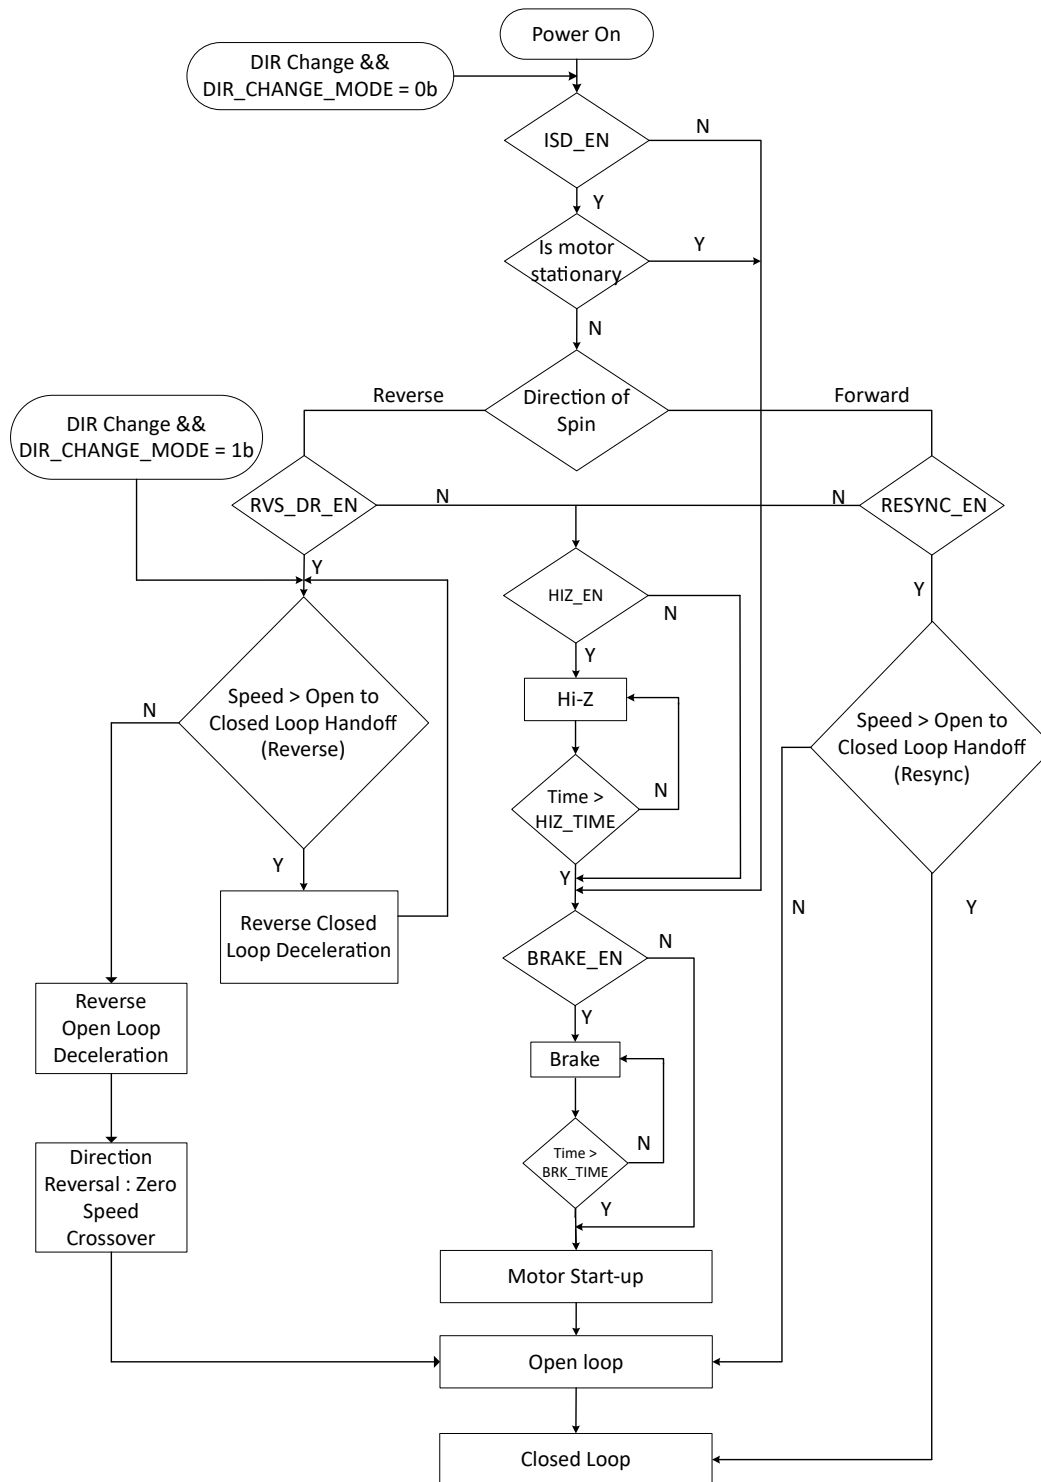 Power On
DIR Change &&
DIR_CHANGE_MODE = 0b
N
ISD_EN
Y
Is motor
stationary
Y
N
Reverse
Direction of
Spin
Forward
DIR Change &&
DIR_CHANGE_MODE = 1b
RVS_DR_EN
N
N
RESYNC_EN
Y
HIZ_EN
N
Y
Y
Speed > Open to
Closed Loop Handoff
(Reverse)
N
Hi-Z
Speed > Open to
Closed Loop Handoff
(Resync)
Time >
HIZ_TIME
N
Y
Y
Reverse Closed
Loop Deceleration
N
Y
BRAKE_EN
N
Reverse
Open Loop
Deceleration
Y
Brake
Direction
Reversal : Zero
Speed
Crossover
Time >
BRK_TIME
N
Y
Motor Start-up
Open loop
Closed Loop